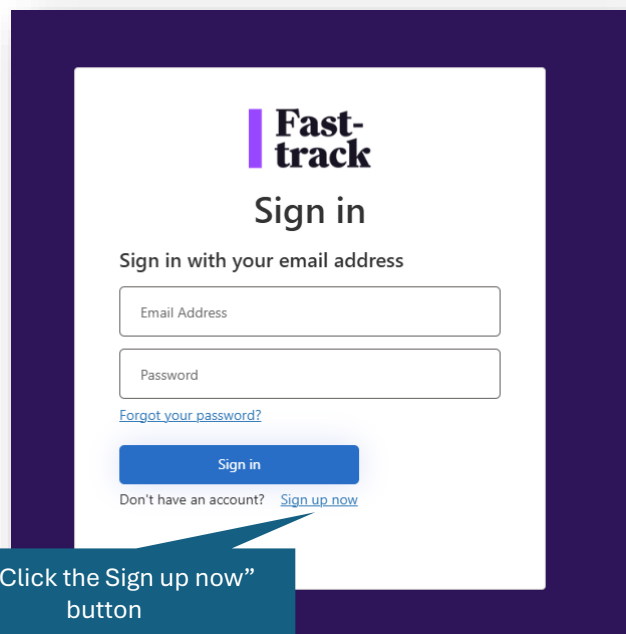 Fast-
track
Sign in
Sign in with your email address
Email Address
Password
Forgot your password?
Sign in
Don't have an account? Sign up now
Click the Sign up now”
button